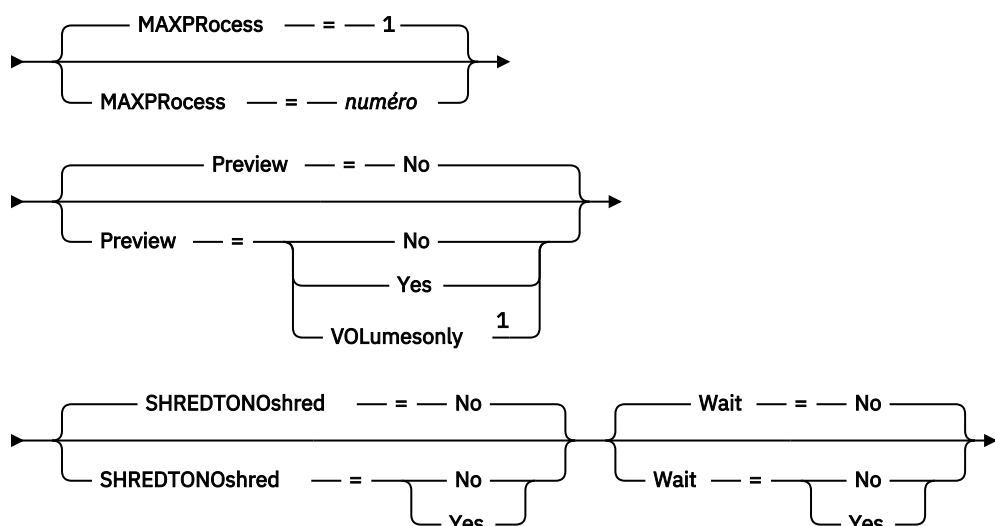 MAXPRocess = 1
MAXPRocess = numéro
Preview = No
Preview = No
Yes
VOLumesonly 1
SHREDTONOshred = No Wait = No
SHREDTONOshred = No Wait = No
Yes Yes